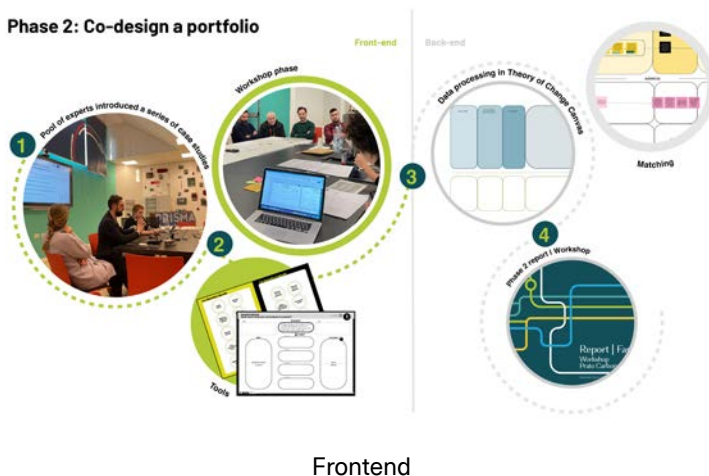 Phase 2: Co-design a portfolio
Front-end
Back-end
1
Pool of experts introduced a series of case studies
PRISMA
Workshop phase
2
Tools
3
Data processing in Theory of Change Canvas
Matching
4
Phase 2 report | Workshop
Report | Fa
Workshop
Prato Carbon
Frontend